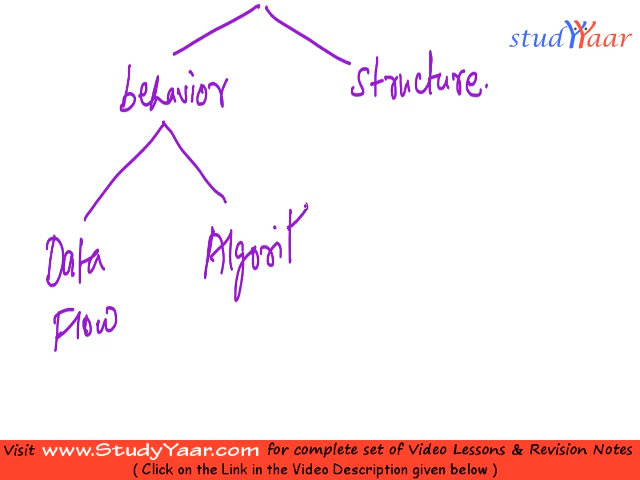 studYYaar
behavior structure.
Data Algorit
Flow
Visit www.StudyYaar.com for complete set of Video Lessons & Revision Notes
( Click on the Link in the Video Description given below )